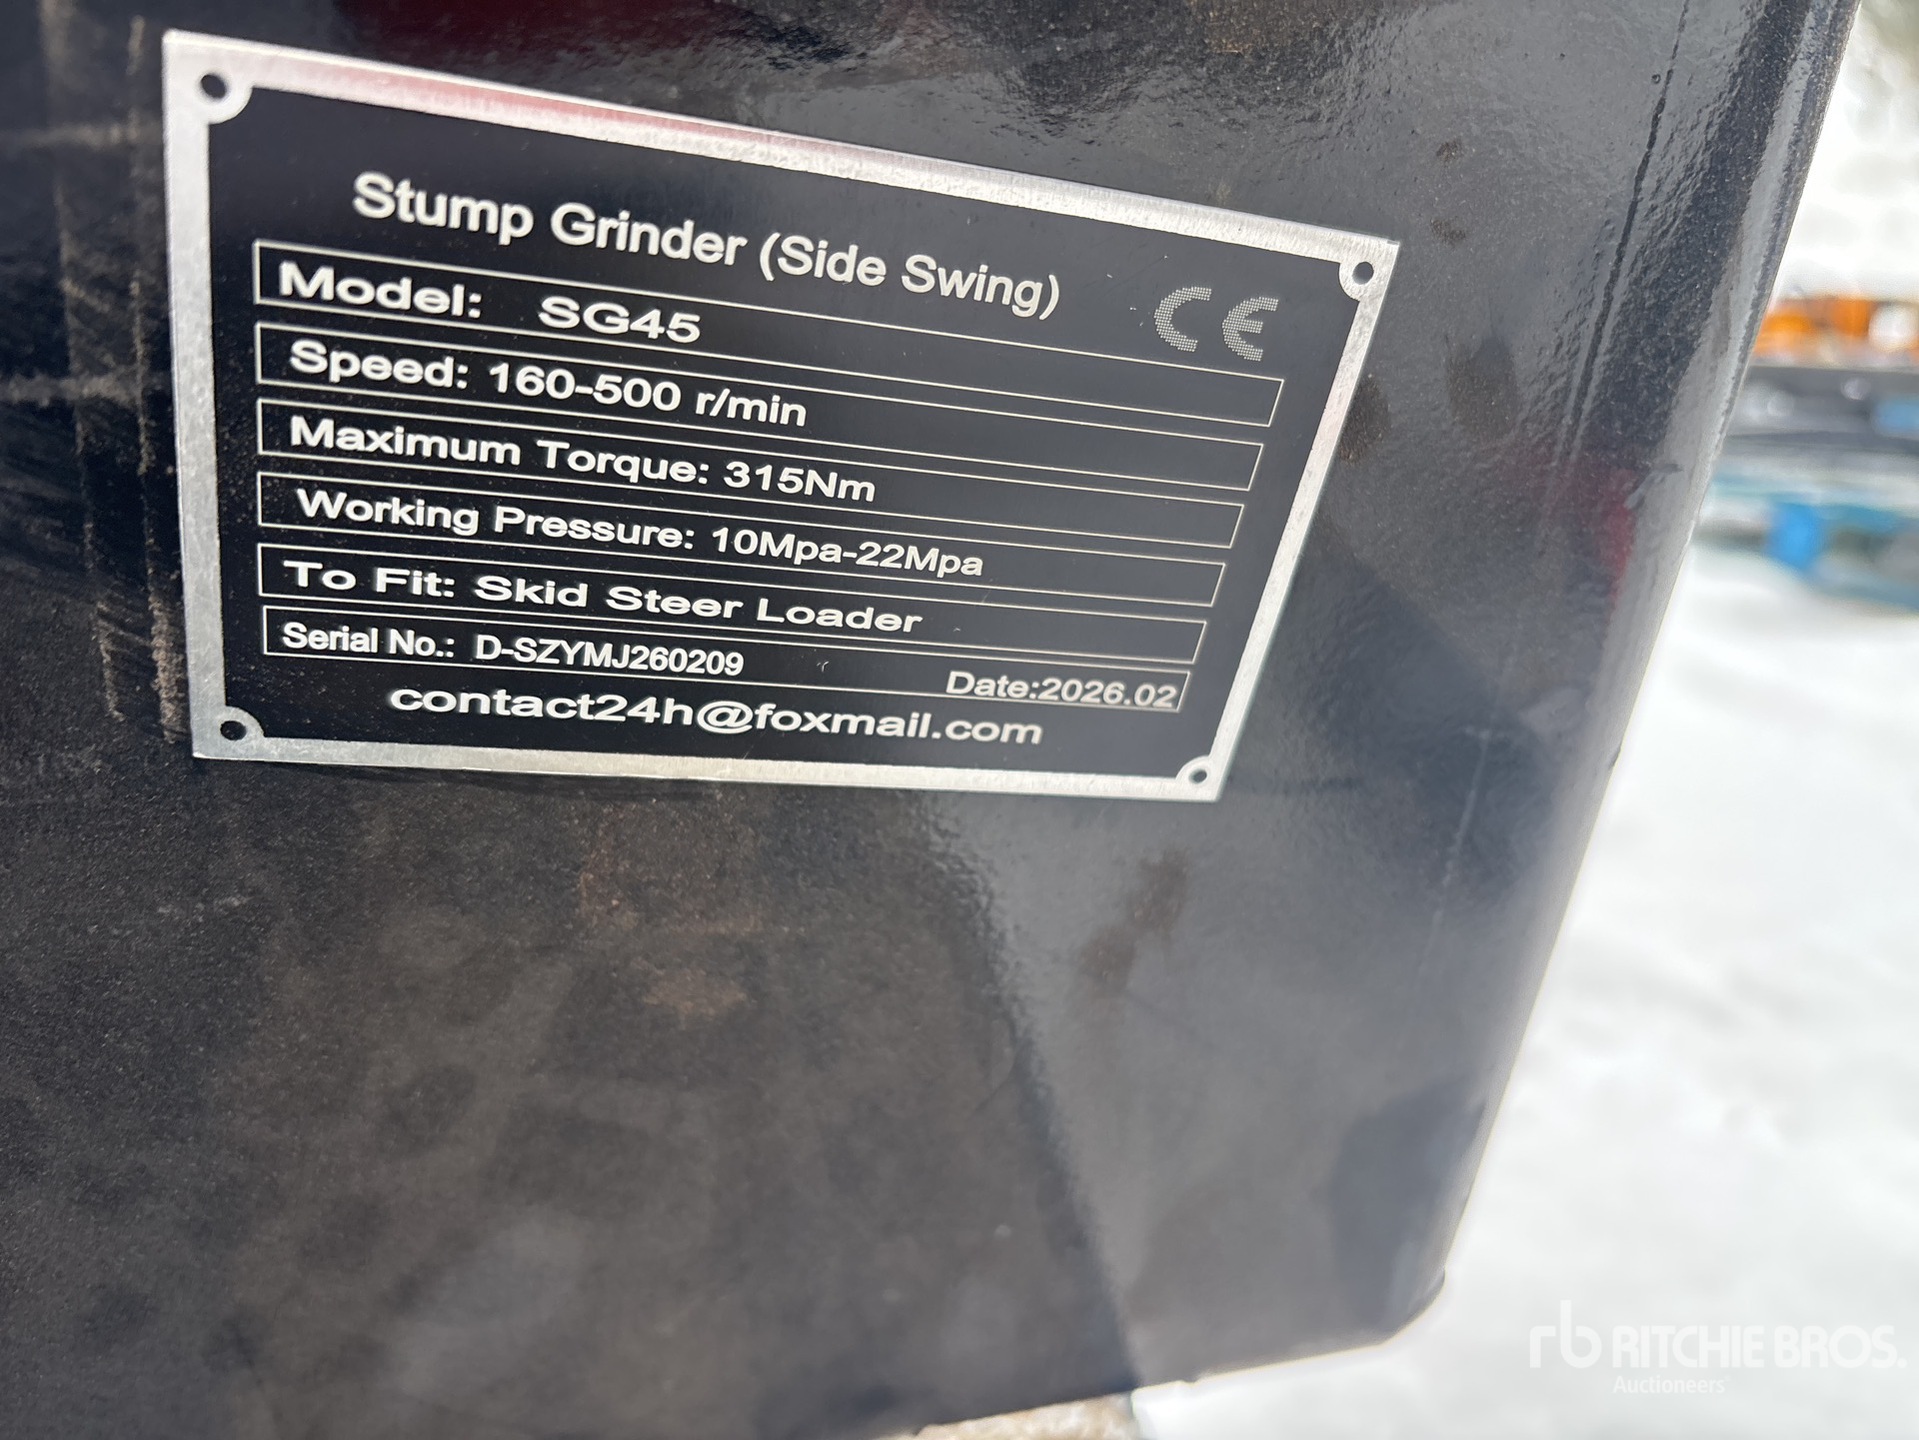 Stump Grinder (Side Swing)
CE
Model: SG45
Speed: 160-500 r/min
Maximum Torque: 315Nm
Working Pressure: 10Mpa-22Mpa
To Fit: Skid Steer Loader
Serial No.: D-SZYMJ260209
Date:2026.02
contact24h@foxmail.com
rb RITCHIE BROS.
Auctioneers